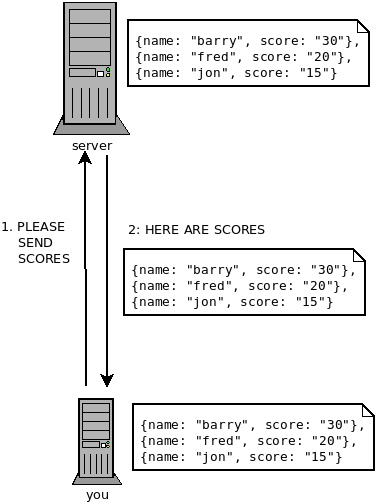 {name: "barry", score: "30"},
{name: "fred", score: "20"},
{name: "jon", score: "15"}
server
1. PLEASE
SEND
SCORES
2: HERE ARE SCORES
{name: "barry", score: "30"},
{name: "fred", score: "20"},
{name: "jon", score: "15"}
{name: "barry", score: "30"},
{name: "fred", score: "20"},
{name: "jon", score: "15"}
you